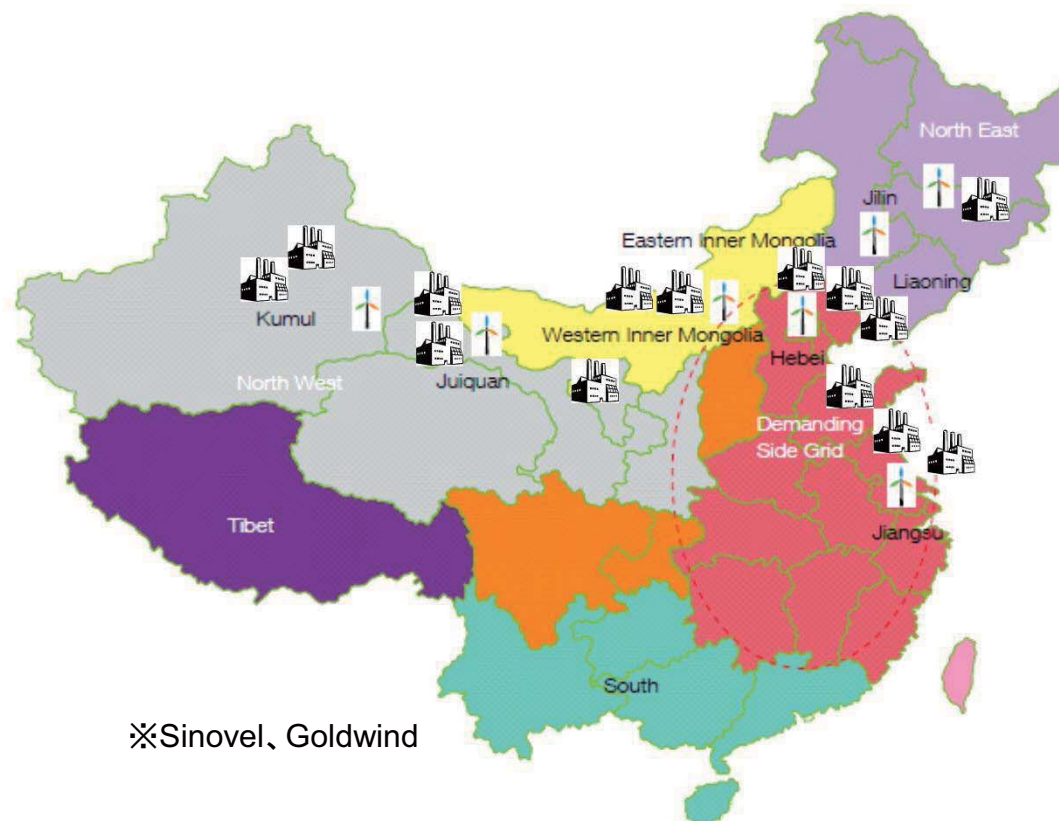 North East
Jilin
Eastern Inner Mongolia
Liaoning
Kumul
Western Inner Mongolia
Hebei
North West
Juiquan
Demanding
Side Grid
Tibet
Jiangsu
South
※Sinovel、Goldwind